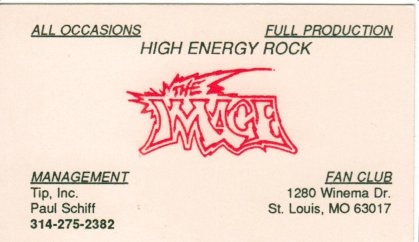 ALL OCCASIONS FULL PRODUCTION
HIGH ENERGY ROCK
THE
IMAGE
MANAGEMENT
Tip, Inc.
Paul Schiff
314-275-2382
FAN CLUB
1280 Winema Dr.
St. Louis, MO 63017